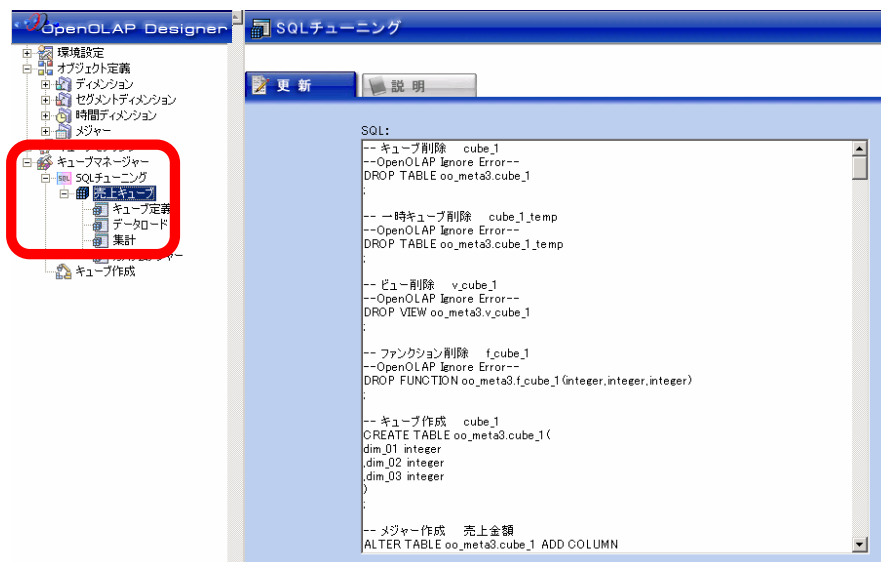 OpenOLAP Designer
環境設定
オブジェクト定義
ディメンション
セグメントディメンション
時間ディメンション
メジャー
キューブマネージャー
SQL SQLチューニング
売上キューブ
キューブ定義
データロード
集計
キューブ作成
SQLチューニング
更新
説明
SQL:
-- キューブ削除 cube_1
--OpenOLAP Ignore Error--
DROP TABLE oo_meta3.cube_1
;
-- 一時キューブ削除 cube_1_temp
--OpenOLAP Ignore Error--
DROP TABLE oo_meta3.cube_1_temp
;
-- ビュー削除 v_cube_1
--OpenOLAP Ignore Error--
DROP VIEW oo_meta3.v_cube_1
;
-- ファンクション削除 f_cube_1
--OpenOLAP Ignore Error--
DROP FUNCTION oo_meta3.f_cube_1(integer,integer,integer)
;
-- キューブ作成 cube_1
CREATE TABLE oo_meta3.cube_1(
dim_01 integer
,dim_02 integer
,dim_03 integer
)
;
-- メジャー作成 売上金額
ALTER TABLE oo_meta3.cube_1 ADD COLUMN